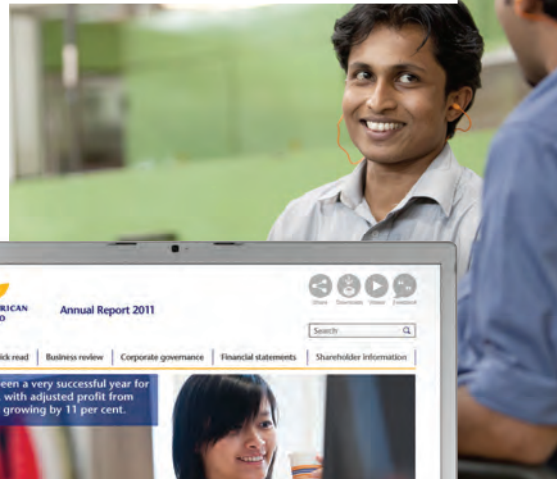 RICAN
O
Annual Report 2011
Share Downloads Videos Feedback
Search
ick read Business review Corporate governance Financial statements Shareholder information
een a very successful year for
with adjusted profit from
growing by 11 per cent.